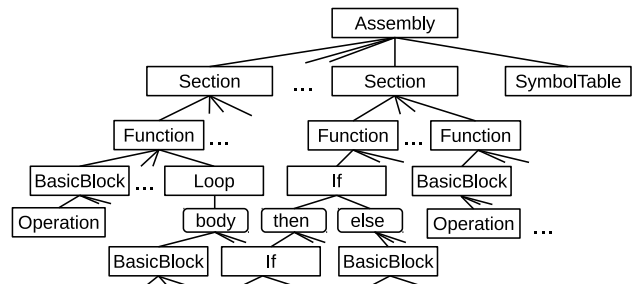 Assembly
Section ... Section SymbolTable
Function ... Function ... Function
BasicBlock ... Loop If BasicBlock
Operation body then else Operation ...
BasicBlock If BasicBlock